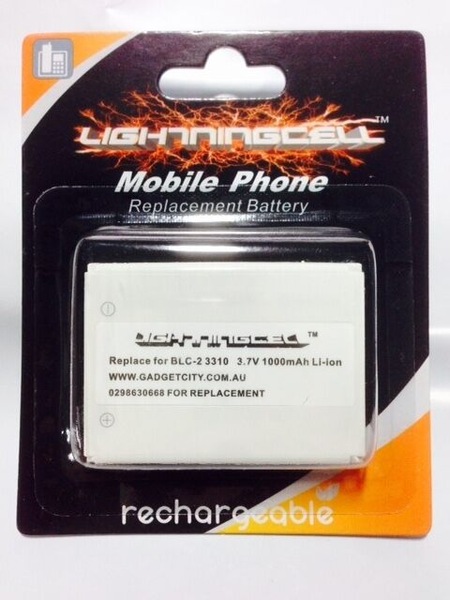 LIGHTNINGCELL™
Mobile Phone
Replacement Battery
LIGHTNINGCELL™
Replace for BLC-2 3310 3.7V 1000mAh Li-ion
WWW.GADGETCITY.COM.AU
0298630668 FOR REPLACEMENT
rechargeable